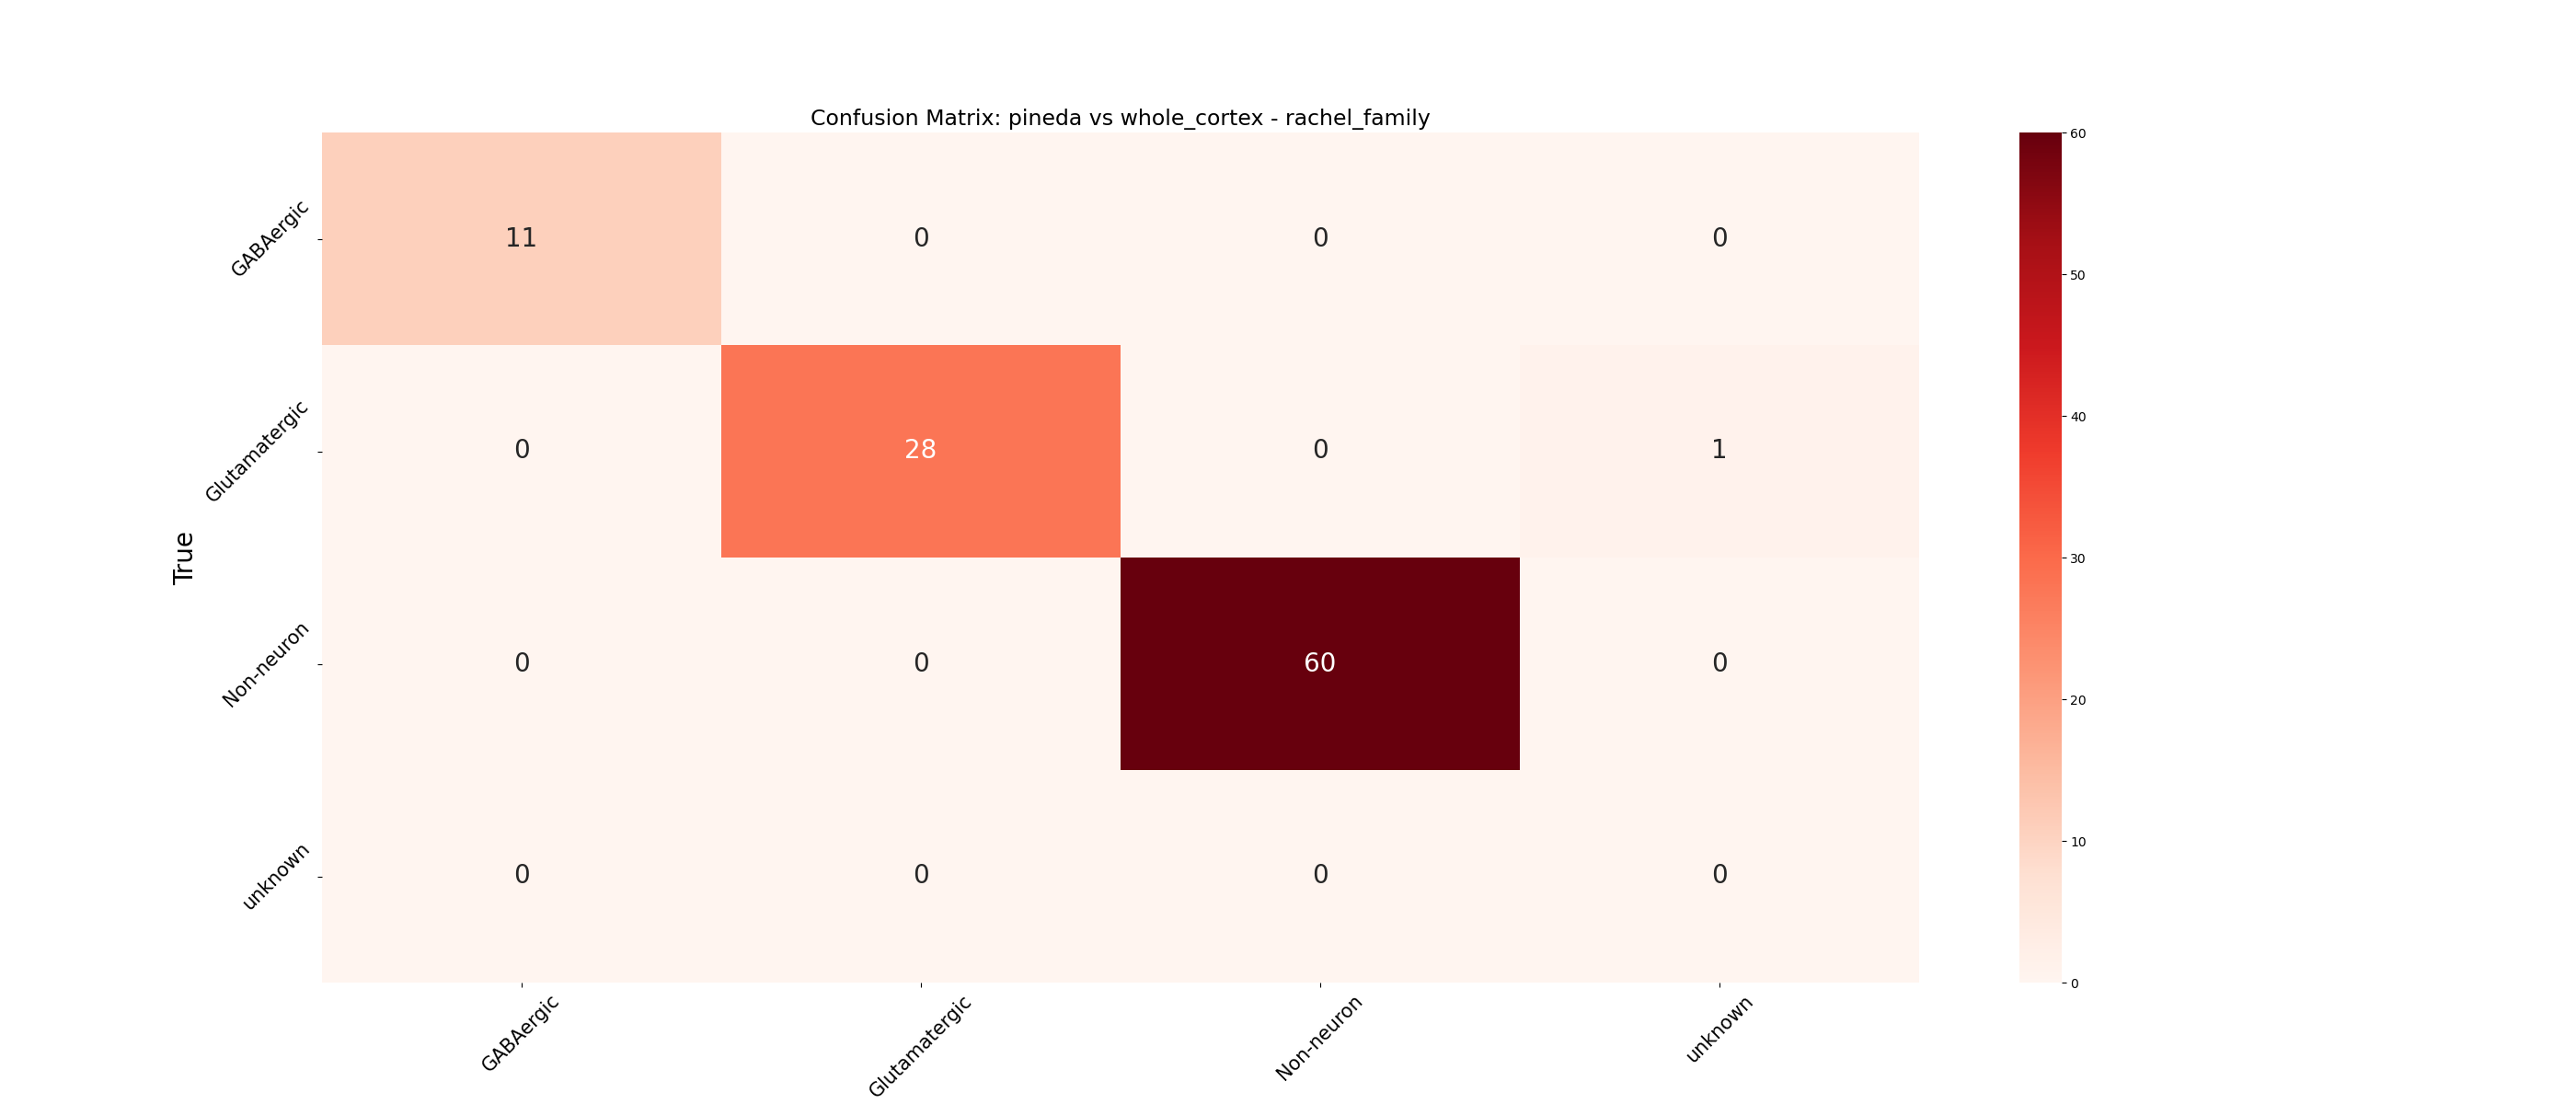 Confusion Matrix: pineda vs whole_cortex - rachel_family
True
GABAergic 11 0 0 0
Glutamatergic 0 28 0 1
Non-neuron 0 0 60 0
unknown 0 0 0 0
GABAergic Glutamatergic Non-neuron unknown
60
50
40
30
20
10
0